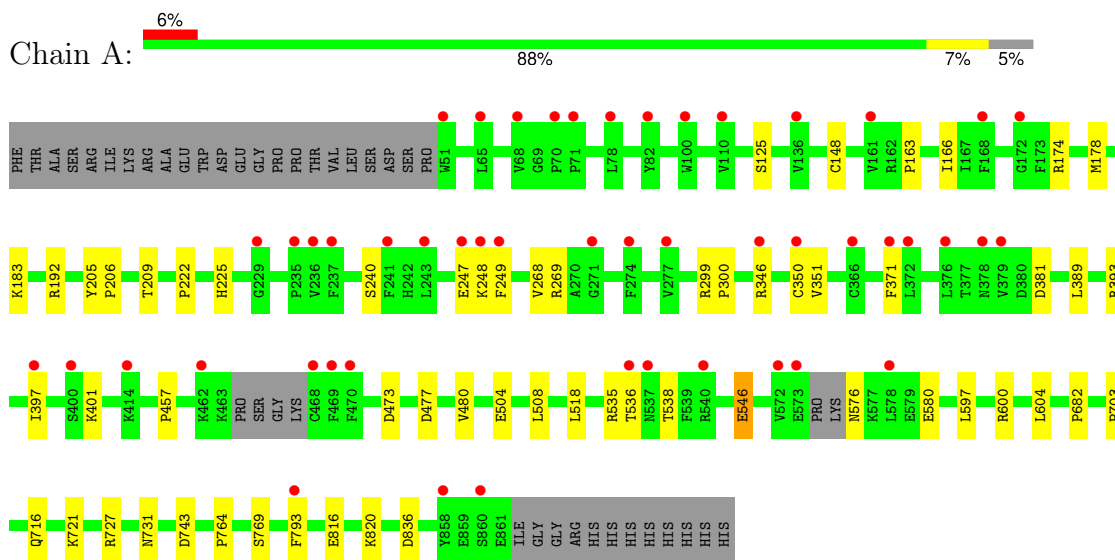 6%
Chain A:
88% 7% 5%
PHE THR ALA SER ARG ILE LYS ARG ALA GLU TRP ASP GLU GLY PRO PRO THR VAL LEU SER ASP SER PRO W51 L65 V68 G69 P70 P71 L78 Y82 W100 V110 S125 V136 C148 V161 R162 P163 I166 I167 F168 G172 F173 R174 M178
K183 R192 Y205 P206 T209 P222 H225 G229 P235 V236 F237 S240 F241 H242 L243 E247 K248 F249 V268 R269 A270 G271 F274 V277 R299 P300 R346 C350 V351 C366 F371 L372 L376 T377 N378 V379 D380 D381 L389
I397 S400 K401 K414 P457 K462 K463 PRO SER GLY LYS C468 F469 F470 D473 D477 V480 E504 L508 L518 R535 T536 N537 T538 F539 R540 E546 V572 E573 PRO LYS N576 K577 L578 E579 E580 L597 R600 L604 P682
Q716 K721 R727 N731 D743 P764 S769 F793 E816 K820 D836 Y858 E859 S860 E861 ILE GLY GLY ARG HIS HIS HIS HIS HIS HIS HIS HIS